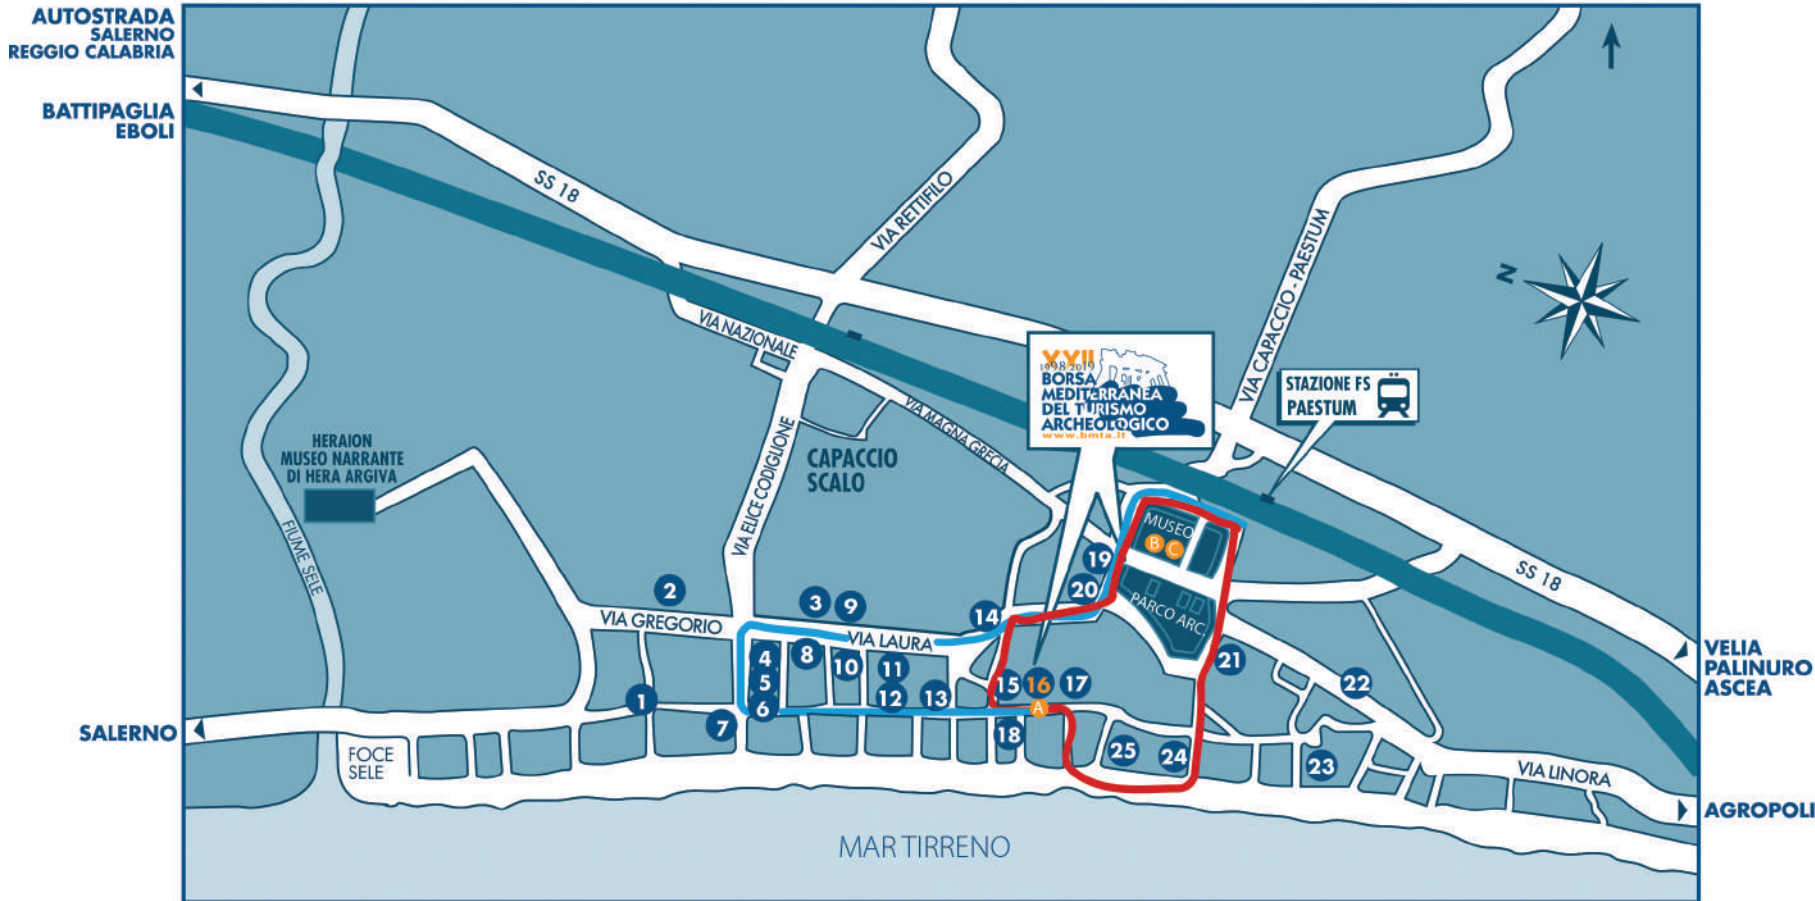 AUTOSTRADA
SALERNO
REGGIO CALABRIA
BATTIPAGLIA
EBOLI
SS 18
VIA RETTIFILO
VIA CAPACCIO - PAESTUM
N
VIA NAZIONALE
XXII
1998 2019
BORSA
MEDITERRANEA
DEL TURISMO
ARCHEOLOGICO
www.bmta.it
STAZIONE FS
PAESTUM
VIA MAGNA GRECIA
VIA ELICE CODIGLIONE
CAPACCIO
SCALO
HERAION
MUSEO NARRANTE
DI HERA ARGIVA
FIUME SELE
MUSEO
B C
PARCO ARC.
SS 18
19
20
2
3 9
14
VIA GREGORIO
VIA LAURA
4
5
6
8
10
11
12
13
15 16 17
A
21
22
1
7
18
25 24
23
VELIA
PALINURO
ASCEA
SALERNO
FOCE
SELE
VIA LINORA
AGROPOLI
MAR TIRRENO